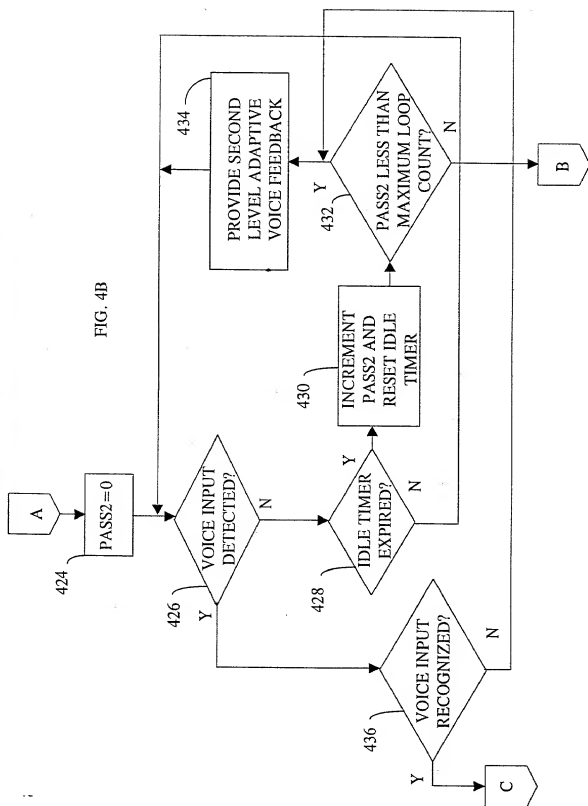 FIG. 4B
A
424
PASS2=0
426
VOICE INPUT
DETECTED?
Y
N
428
IDLE TIMER
EXPIRED?
Y
N
430
INCREMENT
PASS2 AND
RESET IDLE
TIMER
432
PASS2 LESS THAN
MAXIMUM LOOP
COUNT?
Y
N
434
PROVIDE SECOND
LEVEL ADAPTIVE
VOICE FEEDBACK
B
436
VOICE INPUT
RECOGNIZED?
Y
N
C